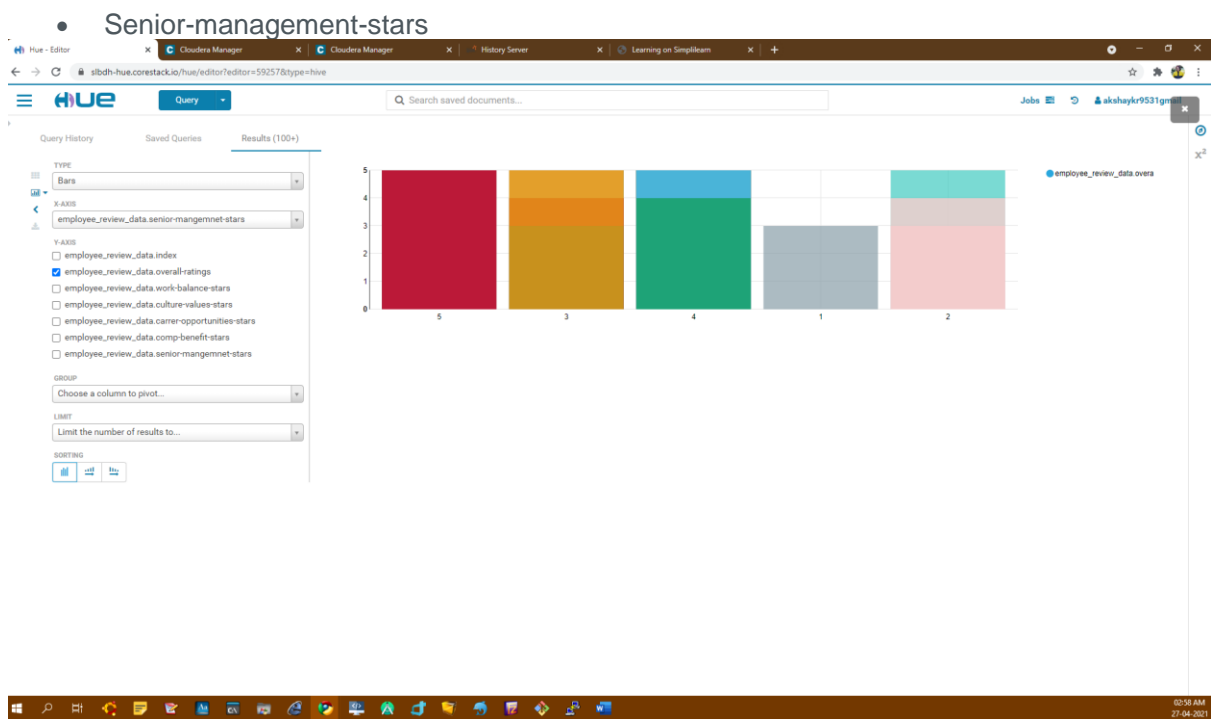 • Senior-management-stars
Hue - Editor
Cloudera Manager
Cloudera Manager
History Server
Learning on Simplilearn
slbdh-hue.corestack.io/hue/editor?editor=59257&type=hive
HUE
Query
Search saved documents...
Jobs
akshaykr9531gmail
Query History Saved Queries Results (100+)
TYPE
Bars
X-AXIS
employee_review_data.senior-mangemnet-stars
Y-AXIS
employee_review_data.index
employee_review_data.overall-ratings
employee_review_data.work-balance-stars
employee_review_data.culture-values-stars
employee_review_data.carrer-opportunities-stars
employee_review_data.comp-benefit-stars
employee_review_data.senior-mangemnet-stars
GROUP
Choose a column to pivot...
LIMIT
Limit the number of results to...
SORTING
5
4
3
2
1
0
5 3 4 1 2
employee_review_data.overa
x²
02:58 AM
27-04-2021